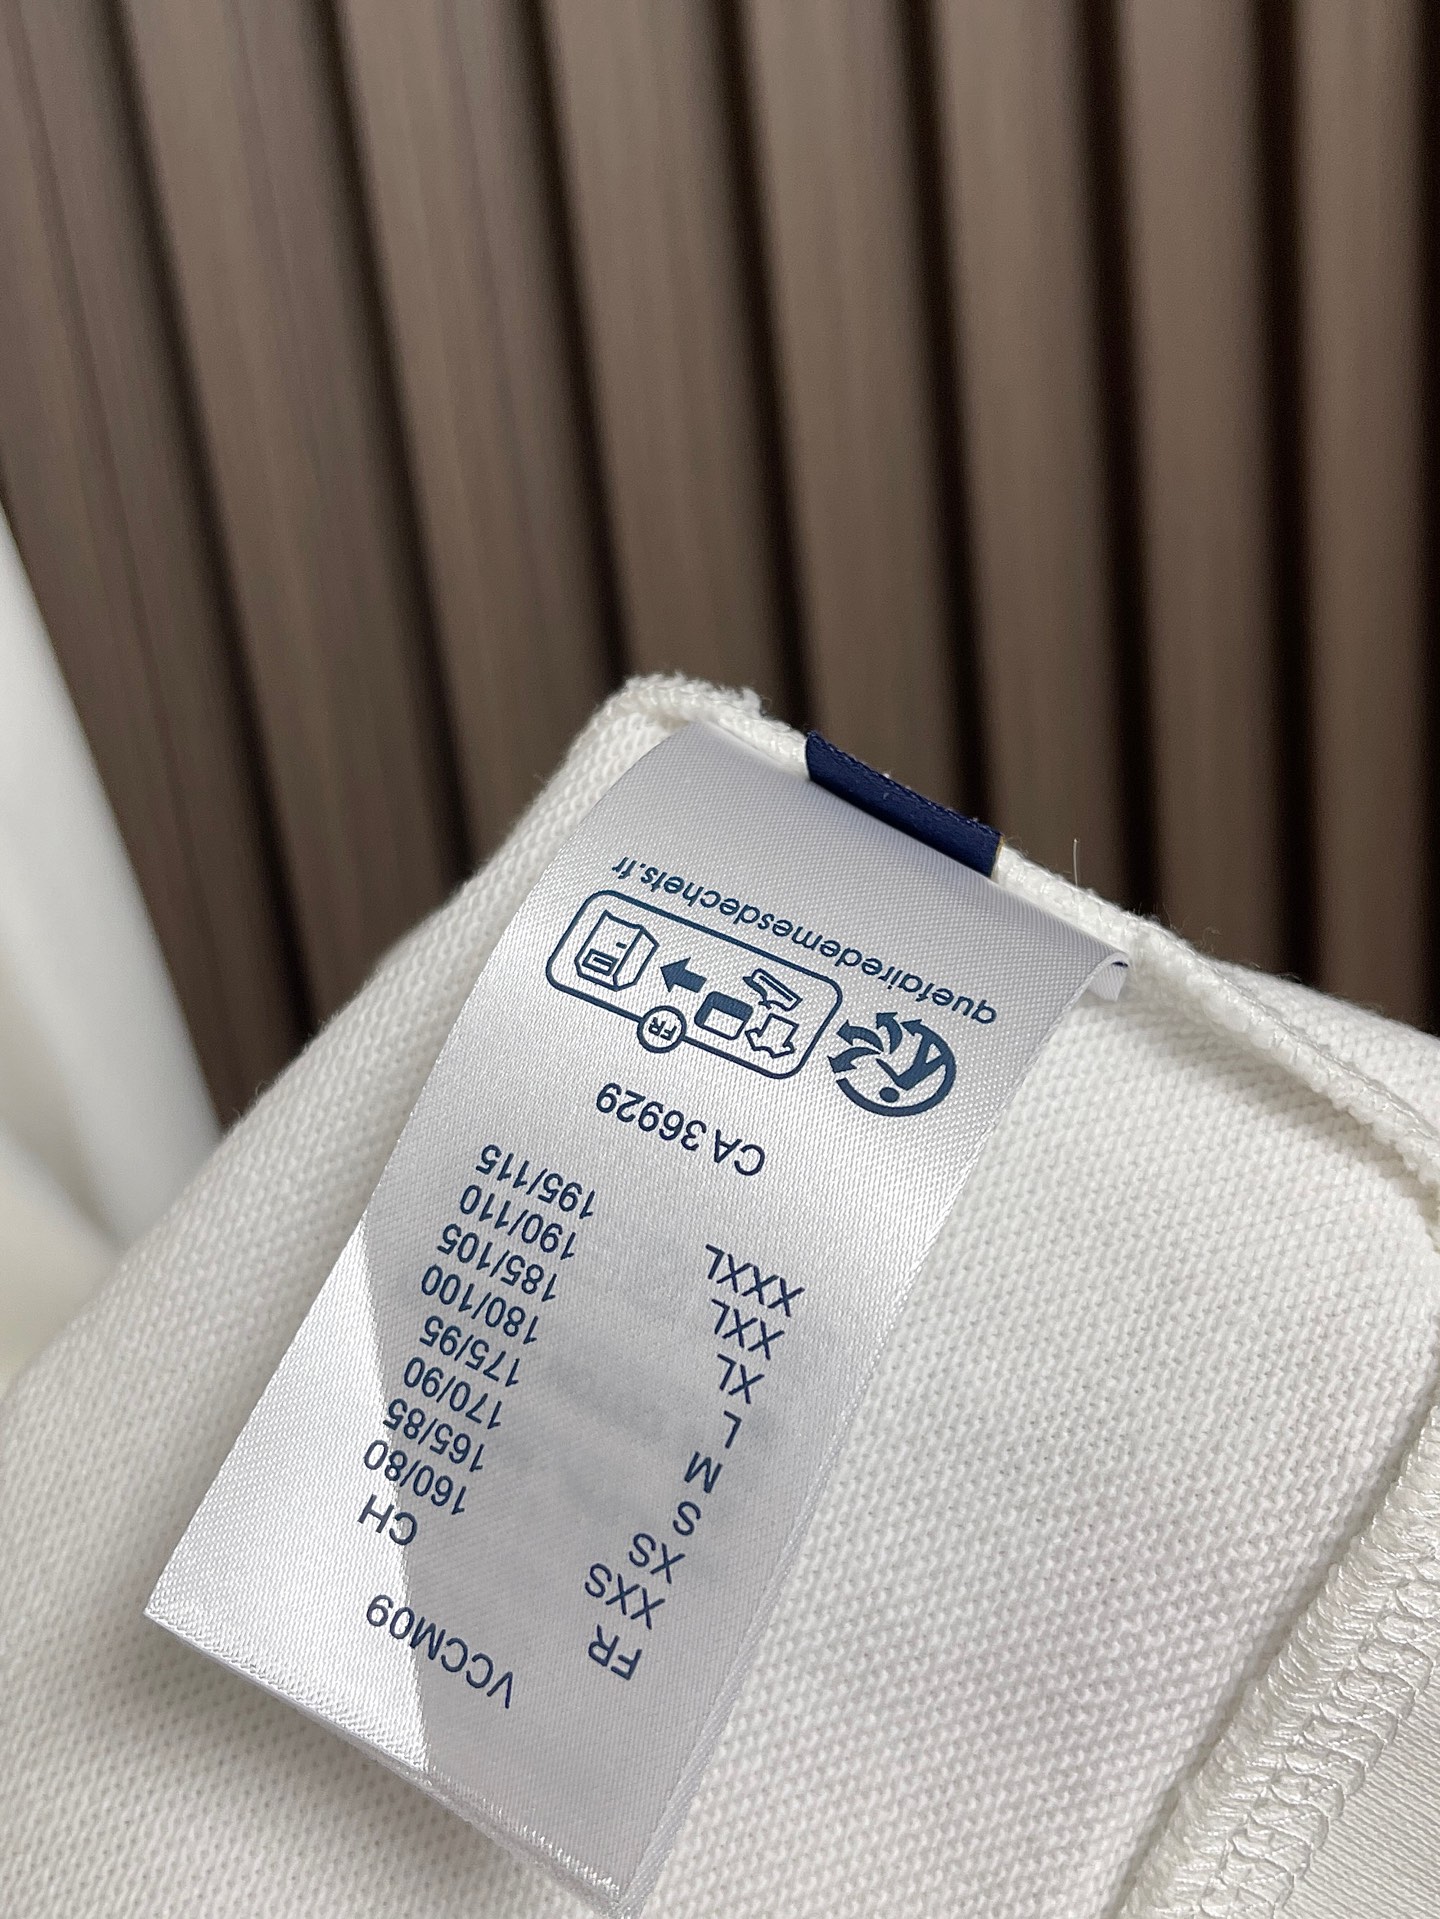 VCCM09
FR CH
XXS 160/80
XS 165/85
S 170/90
M 175/95
L 180/100
XL 185/105
XXL 190/110
XXXL 195/115
CA 36929
FR
quefairedemesdechets.fr